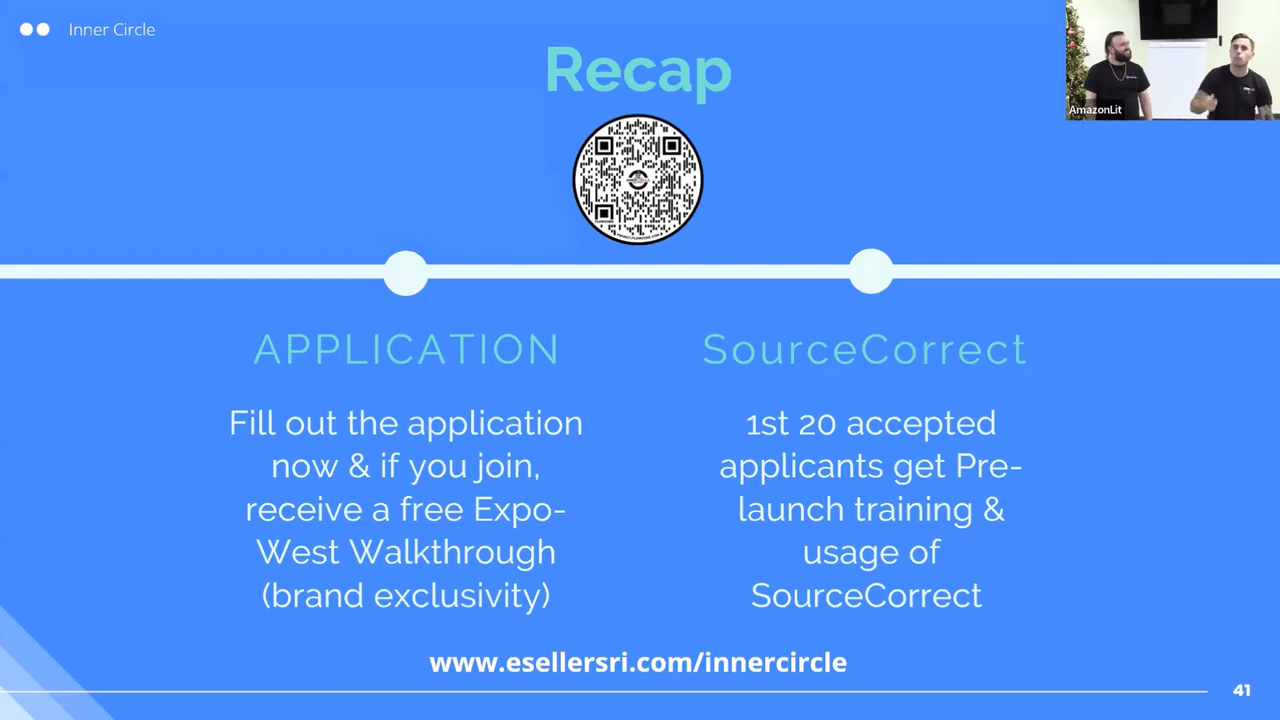 Inner Circle
Recap
AmazonLit
APPLICATION
Fill out the application
now & if you join,
receive a free Expo-
West Walkthrough
(brand exclusivity)
SourceCorrect
1st 20 accepted
applicants get Pre-
launch training &
usage of
SourceCorrect
www.esellersri.com/innercircle
41